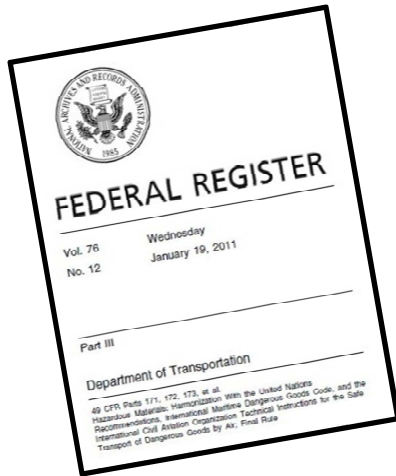 NATIONAL ARCHIVES AND RECORDS ADMINISTRATION
1985
FEDERAL REGISTER
Vol. 76 Wednesday
No. 12 January 19, 2011
Part III
Department of Transportation
49 CFR Parts 171, 172, 173, et al.
Hazardous Materials: Harmonization With the United Nations
Recommendations, International Maritime Dangerous Goods Code, and the
International Civil Aviation Organization Technical Instructions for the Safe
Transport of Dangerous Goods by Air; Final Rule